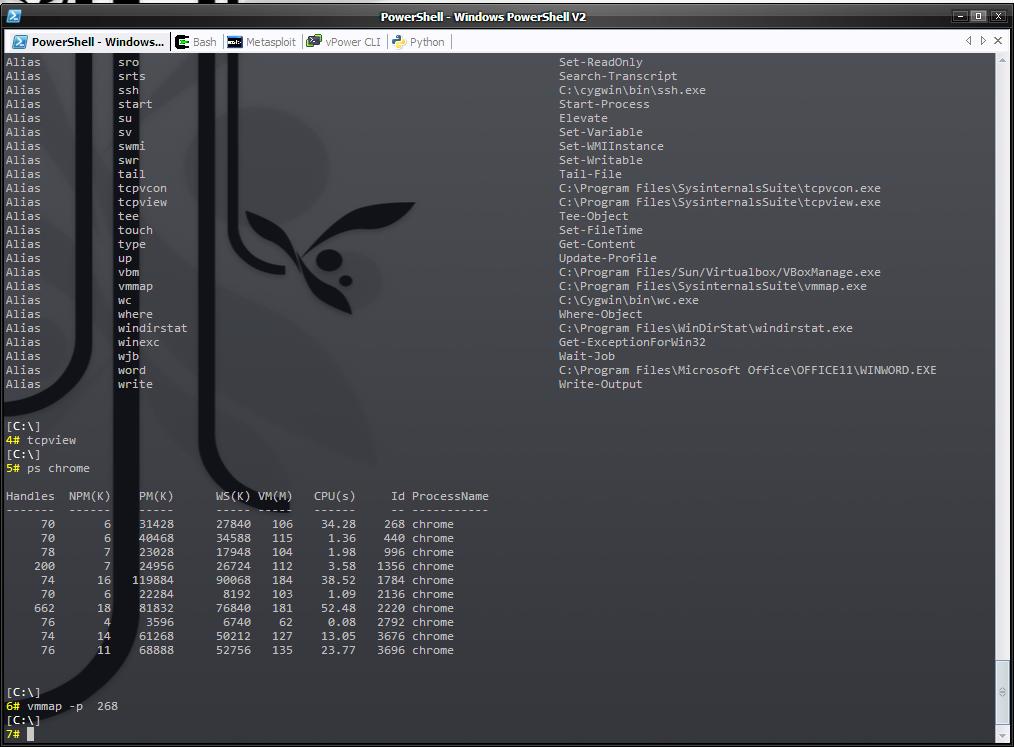 PowerShell - Windows PowerShell V2
PowerShell - Windows... Bash Metasploit vPower CLI Python
Alias sro Set-ReadOnly
Alias srts Search-Transcript
Alias ssh C:\cygwin\bin\ssh.exe
Alias start Start-Process
Alias su Elevate
Alias sv Set-Variable
Alias swmi Set-WMIInstance
Alias swr Set-Writable
Alias tail Tail-File
Alias tcpvcon C:\Program Files\SysinternalsSuite\tcpvcon.exe
Alias tcpview C:\Program Files\SysinternalsSuite\tcpview.exe
Alias tee Tee-Object
Alias touch Set-FileTime
Alias type Get-Content
Alias up Update-Profile
Alias vbm C:\Program Files/Sun/Virtualbox/VBoxManage.exe
Alias vmmap C:\Program Files\SysinternalsSuite\vmmap.exe
Alias wc C:\Cygwin\bin\wc.exe
Alias where Where-Object
Alias windirstat C:\Program Files\WinDirStat\windirstat.exe
Alias winexc Get-ExceptionForWin32
Alias wjb Wait-Job
Alias word C:\Program Files\Microsoft Office\OFFICE11\WINWORD.EXE
Alias write Write-Output
[C:\]
4# tcpview
[C:\]
5# ps chrome
Handles NPM(K) PM(K) WS(K) VM(M) CPU(s) Id ProcessName
------- ------ ----- ----- ----- ------ -- -----------
70 6 31428 27840 106 34.28 268 chrome
70 6 40468 34588 115 1.36 440 chrome
78 7 23028 17948 104 1.98 996 chrome
200 7 24956 26724 112 3.58 1356 chrome
74 16 119884 90068 184 38.52 1784 chrome
70 6 22284 8192 103 1.09 2136 chrome
662 18 81832 76840 181 52.48 2220 chrome
76 4 3596 6740 62 0.08 2792 chrome
74 14 61268 50212 127 13.05 3676 chrome
76 11 68888 52756 135 23.77 3696 chrome
[C:\]
6# vmmap -p  268
[C:\]
7#